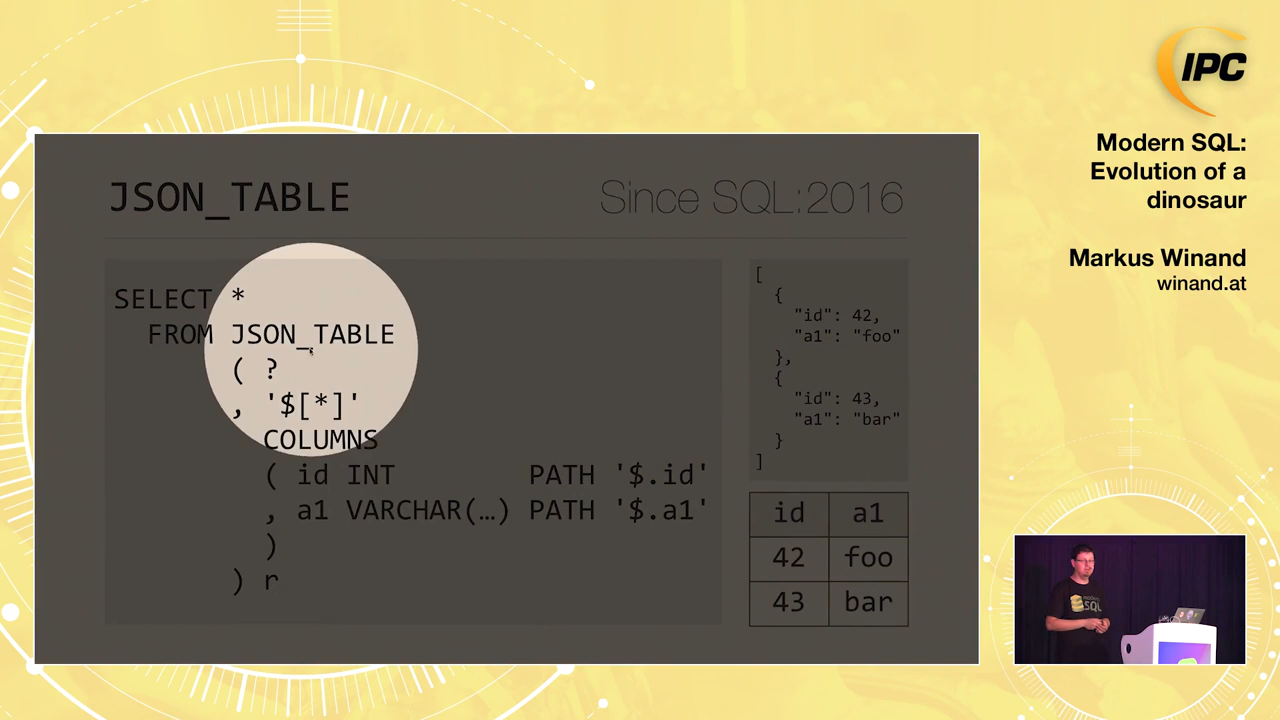 IPC
Modern SQL:
Evolution of a
dinosaur
Markus Winand
winand.at
JSON_TABLE
Since SQL:2016
SELECT *
FROM JSON_TABLE
( ?
, '$[*]'
COLUMNS
( id INT PATH '$.id'
, a1 VARCHAR(…) PATH '$.a1'
)
) r
[
{
"id": 42,
"a1": "foo"
},
{
"id": 43,
"a1": "bar"
}
]
id a1
42 foo
43 bar
SQL